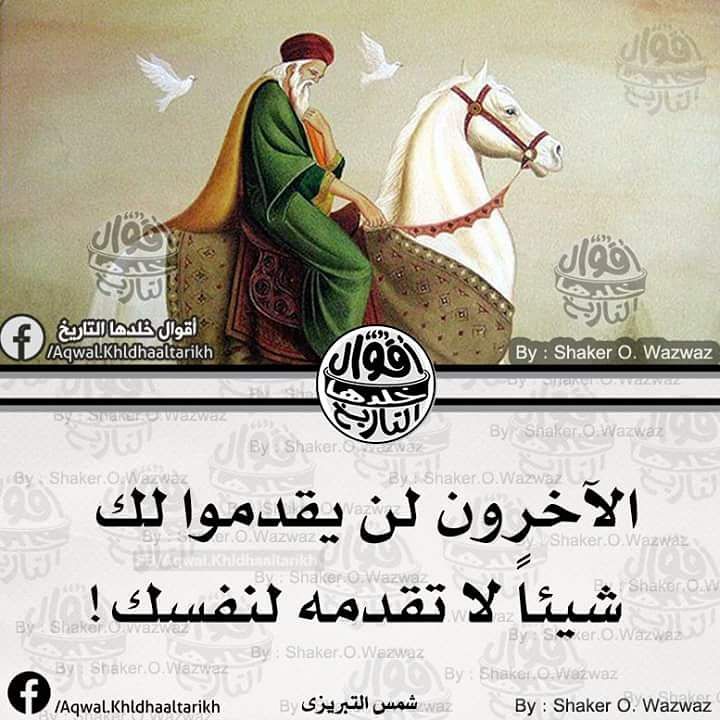 أقوال خلدها التاريخ
/Aqwal.Khldhaaltarikh
By : Shaker O. Wazwaz
أقوال
خلدها
التاريخ
الآخرون لن يقدموا لك
شيئاً لا تقدمه لنفسك !
/Aqwal.Khldhaaltarikh
شمس التبريزى
By : Shaker O. Wazwaz